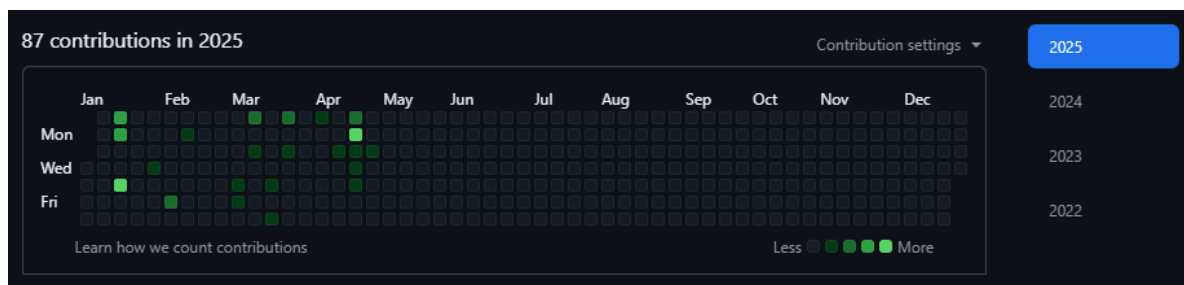 87 contributions in 2025
Contribution settings
2025
2024
2023
2022
Jan Feb Mar Apr May Jun Jul Aug Sep Oct Nov Dec
Mon
Wed
Fri
Learn how we count contributions
Less More